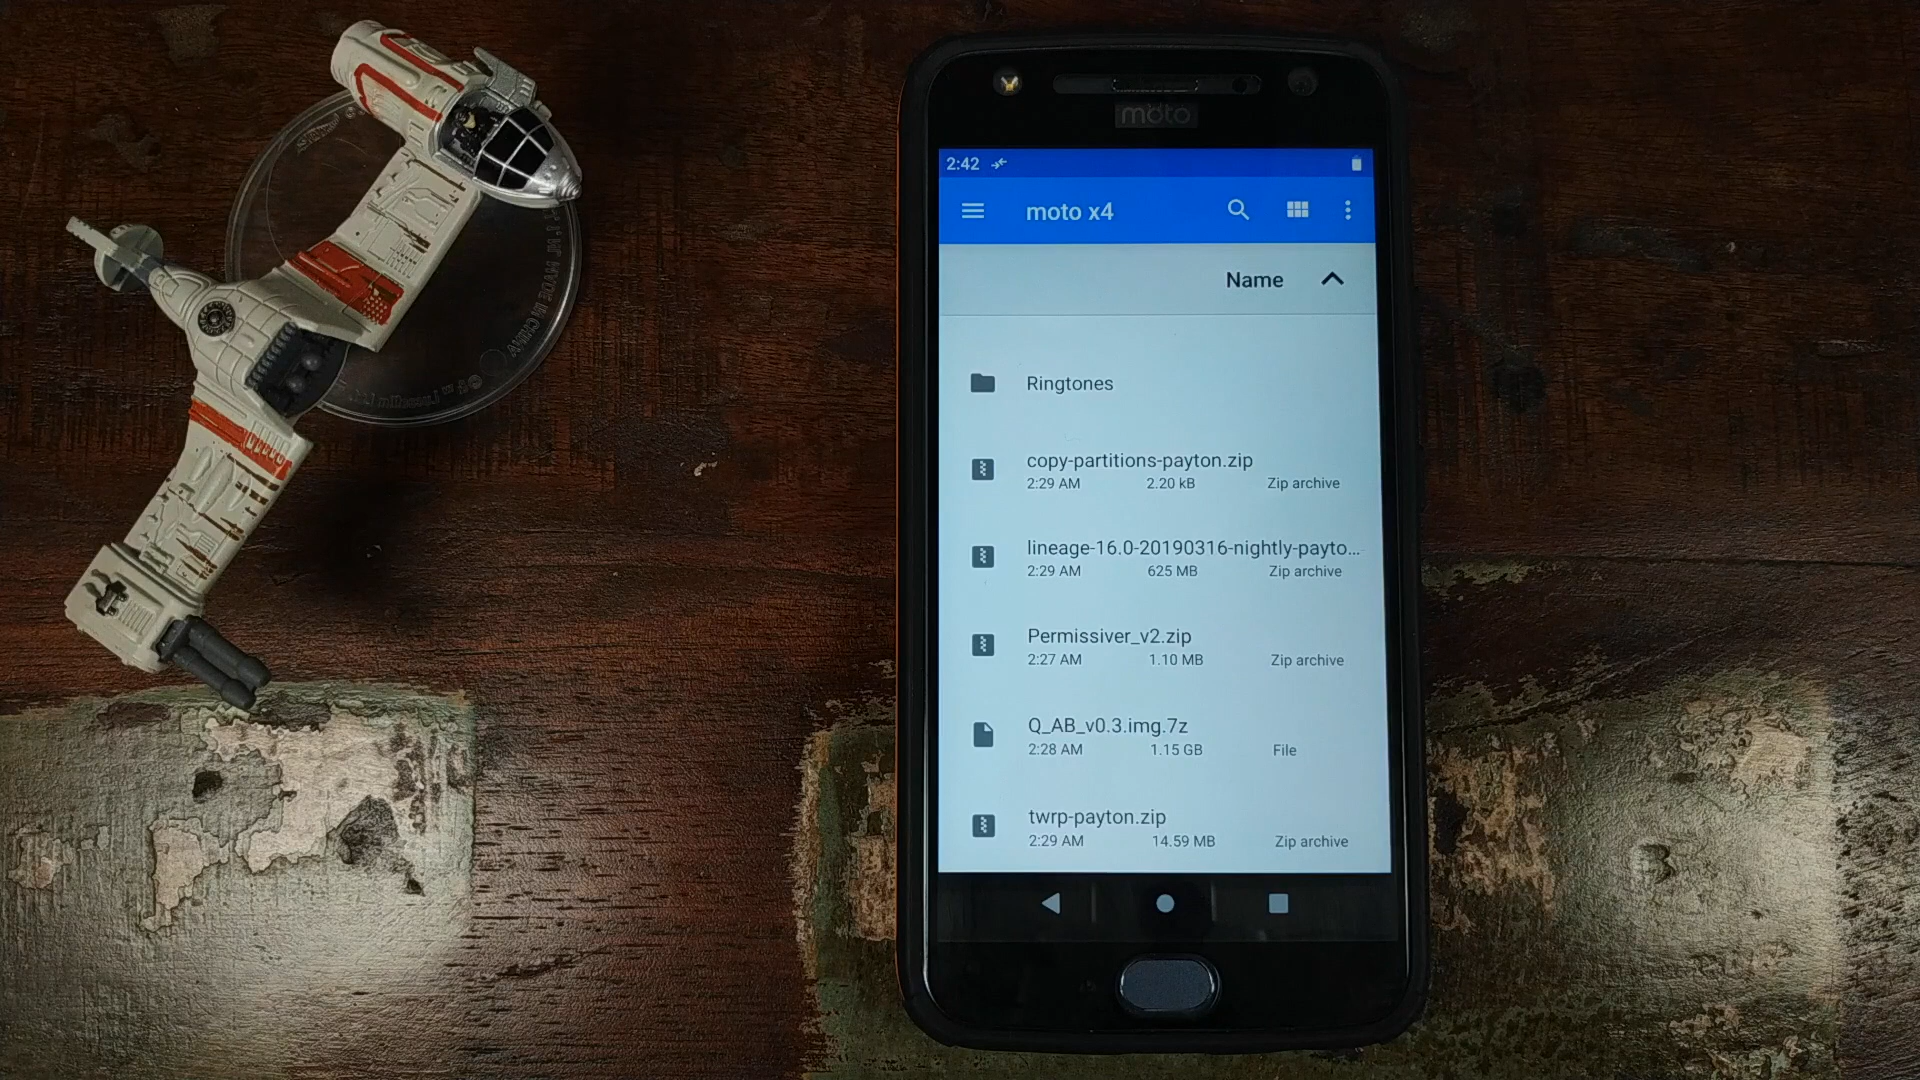 moto
2:42
moto x4
Name
Ringtones
copy-partitions-payton.zip
2:29 AM 2.20 kB Zip archive
lineage-16.0-20190316-nightly-payto...
2:29 AM 625 MB Zip archive
Permissiver_v2.zip
2:27 AM 1.10 MB Zip archive
Q_AB_v0.3.img.7z
2:28 AM 1.15 GB File
twrp-payton.zip
2:29 AM 14.59 MB Zip archive